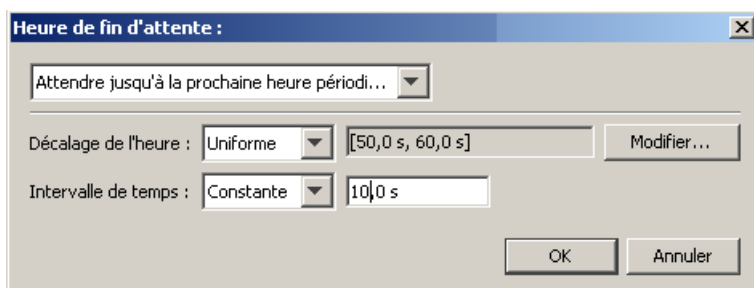 Heure de fin d'attente :
Attendre jusqu'à la prochaine heure périodi...
Décalage de l'heure : Uniforme [50,0 s, 60,0 s] Modifier...
Intervalle de temps : Constante 10,0 s
OK Annuler